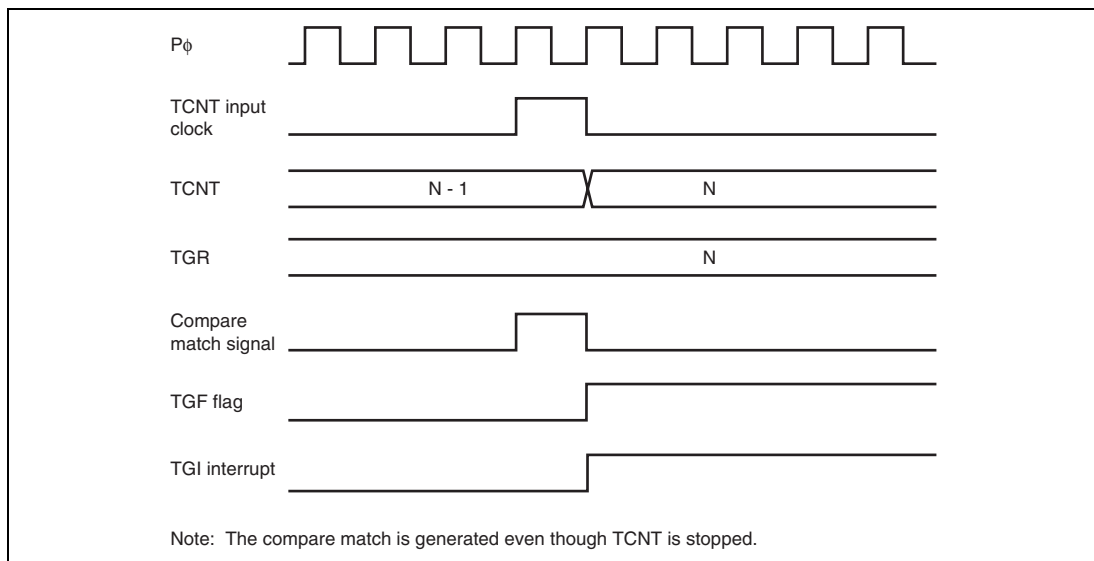 Pφ
TCNT input
clock
TCNT
N - 1
N
TGR
N
Compare
match signal
TGF flag
TGI interrupt
Note: The compare match is generated even though TCNT is stopped.